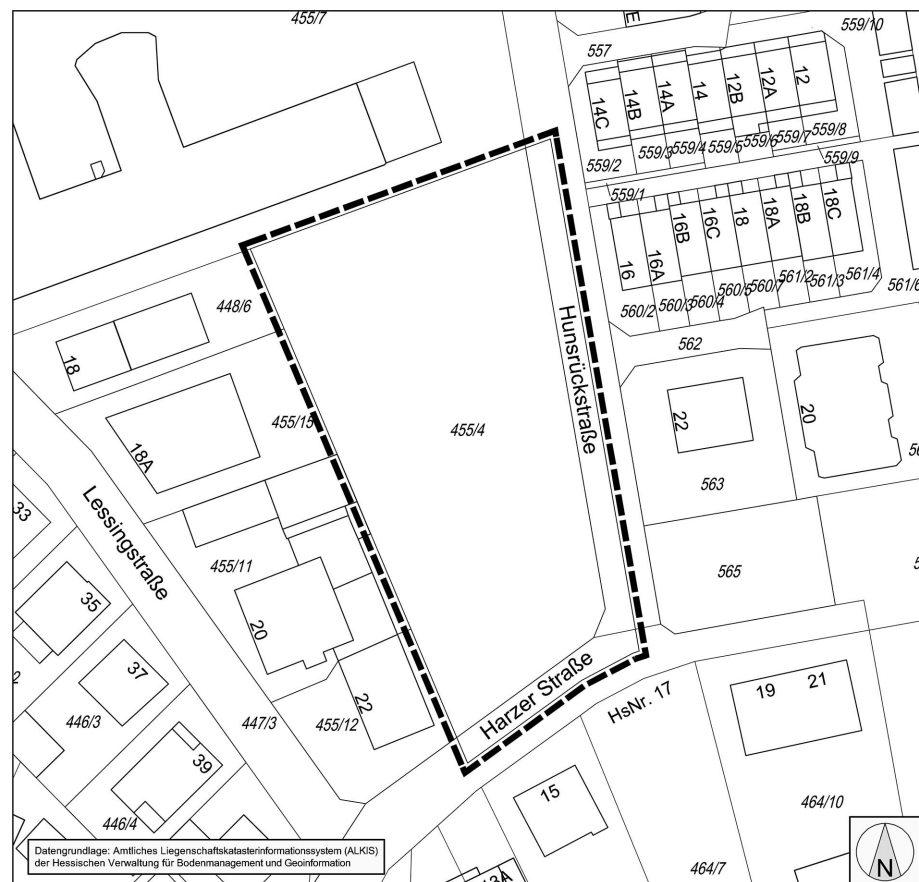 455/7
559/10
557
E
14C
14B
14A
14
12B
12A
12
559/2
559/3
559/4
559/5
559/6
559/7
559/8
559/9
559/1
16
16A
16B
16C
18
18A
18B
18C
560/2
560/3
560/4
560/5
560/7
561/2
561/3
561/4
561/6
448/6
18
562
Hunsrückstraße
22
20
455/15
455/4
18A
563
Lessingstraße
33
455/11
565
35
20
37
Harzer Straße
HsNr. 17
19
21
446/3
447/3
455/12
22
39
15
464/10
446/4
464/7
13A
N
Datengrundlage: Amtliches Liegenschaftskatasterinformationssystem (ALKIS)
der Hessischen Verwaltung für Bodenmanagement und Geoinformation